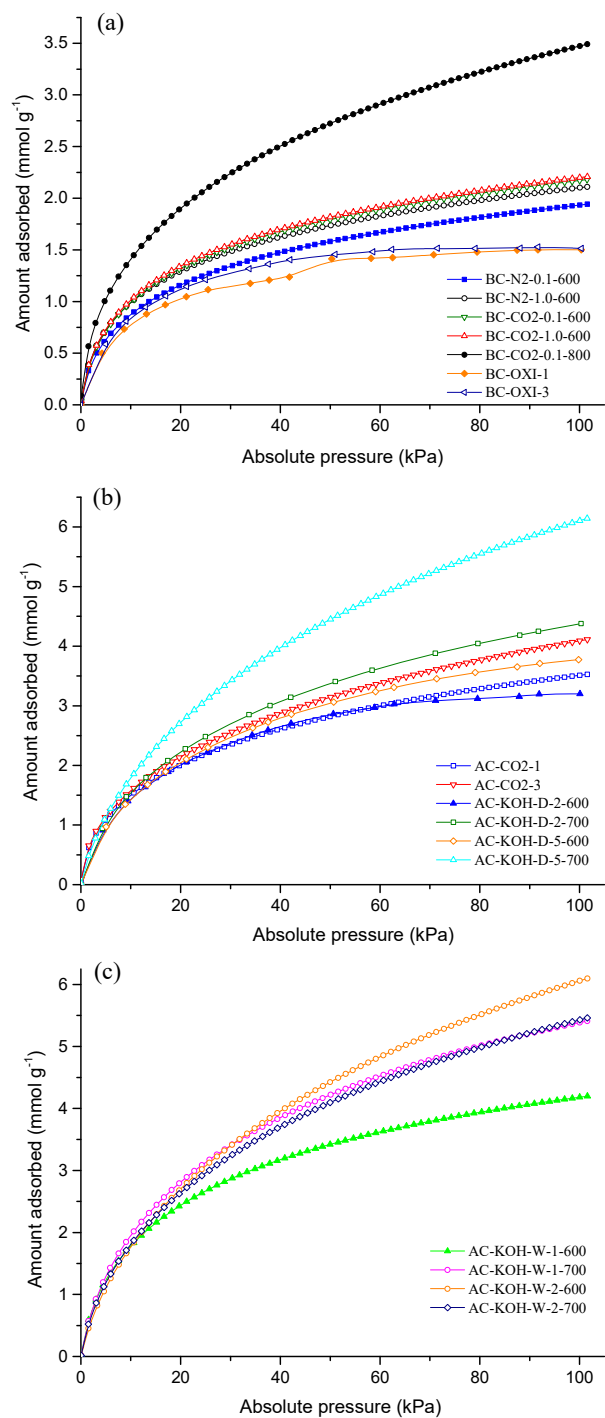 (a)
3.5
3.0
2.5
2.0
1.5
1.0
0.5
0.0
Amount adsorbed (mmol g⁻¹)
BC-N2-0.1-600
BC-N2-1.0-600
BC-CO2-0.1-600
BC-CO2-1.0-600
BC-CO2-0.1-800
BC-OXI-1
BC-OXI-3
0 20 40 60 80 100
Absolute pressure (kPa)
(b)
6
5
4
3
2
1
0
Amount adsorbed (mmol g⁻¹)
AC-CO2-1
AC-CO2-3
AC-KOH-D-2-600
AC-KOH-D-2-700
AC-KOH-D-5-600
AC-KOH-D-5-700
0 20 40 60 80 100
Absolute pressure (kPa)
(c)
6
5
4
3
2
1
0
Amount adsorbed (mmol g⁻¹)
AC-KOH-W-1-600
AC-KOH-W-1-700
AC-KOH-W-2-600
AC-KOH-W-2-700
0 20 40 60 80 100
Absolute pressure (kPa)